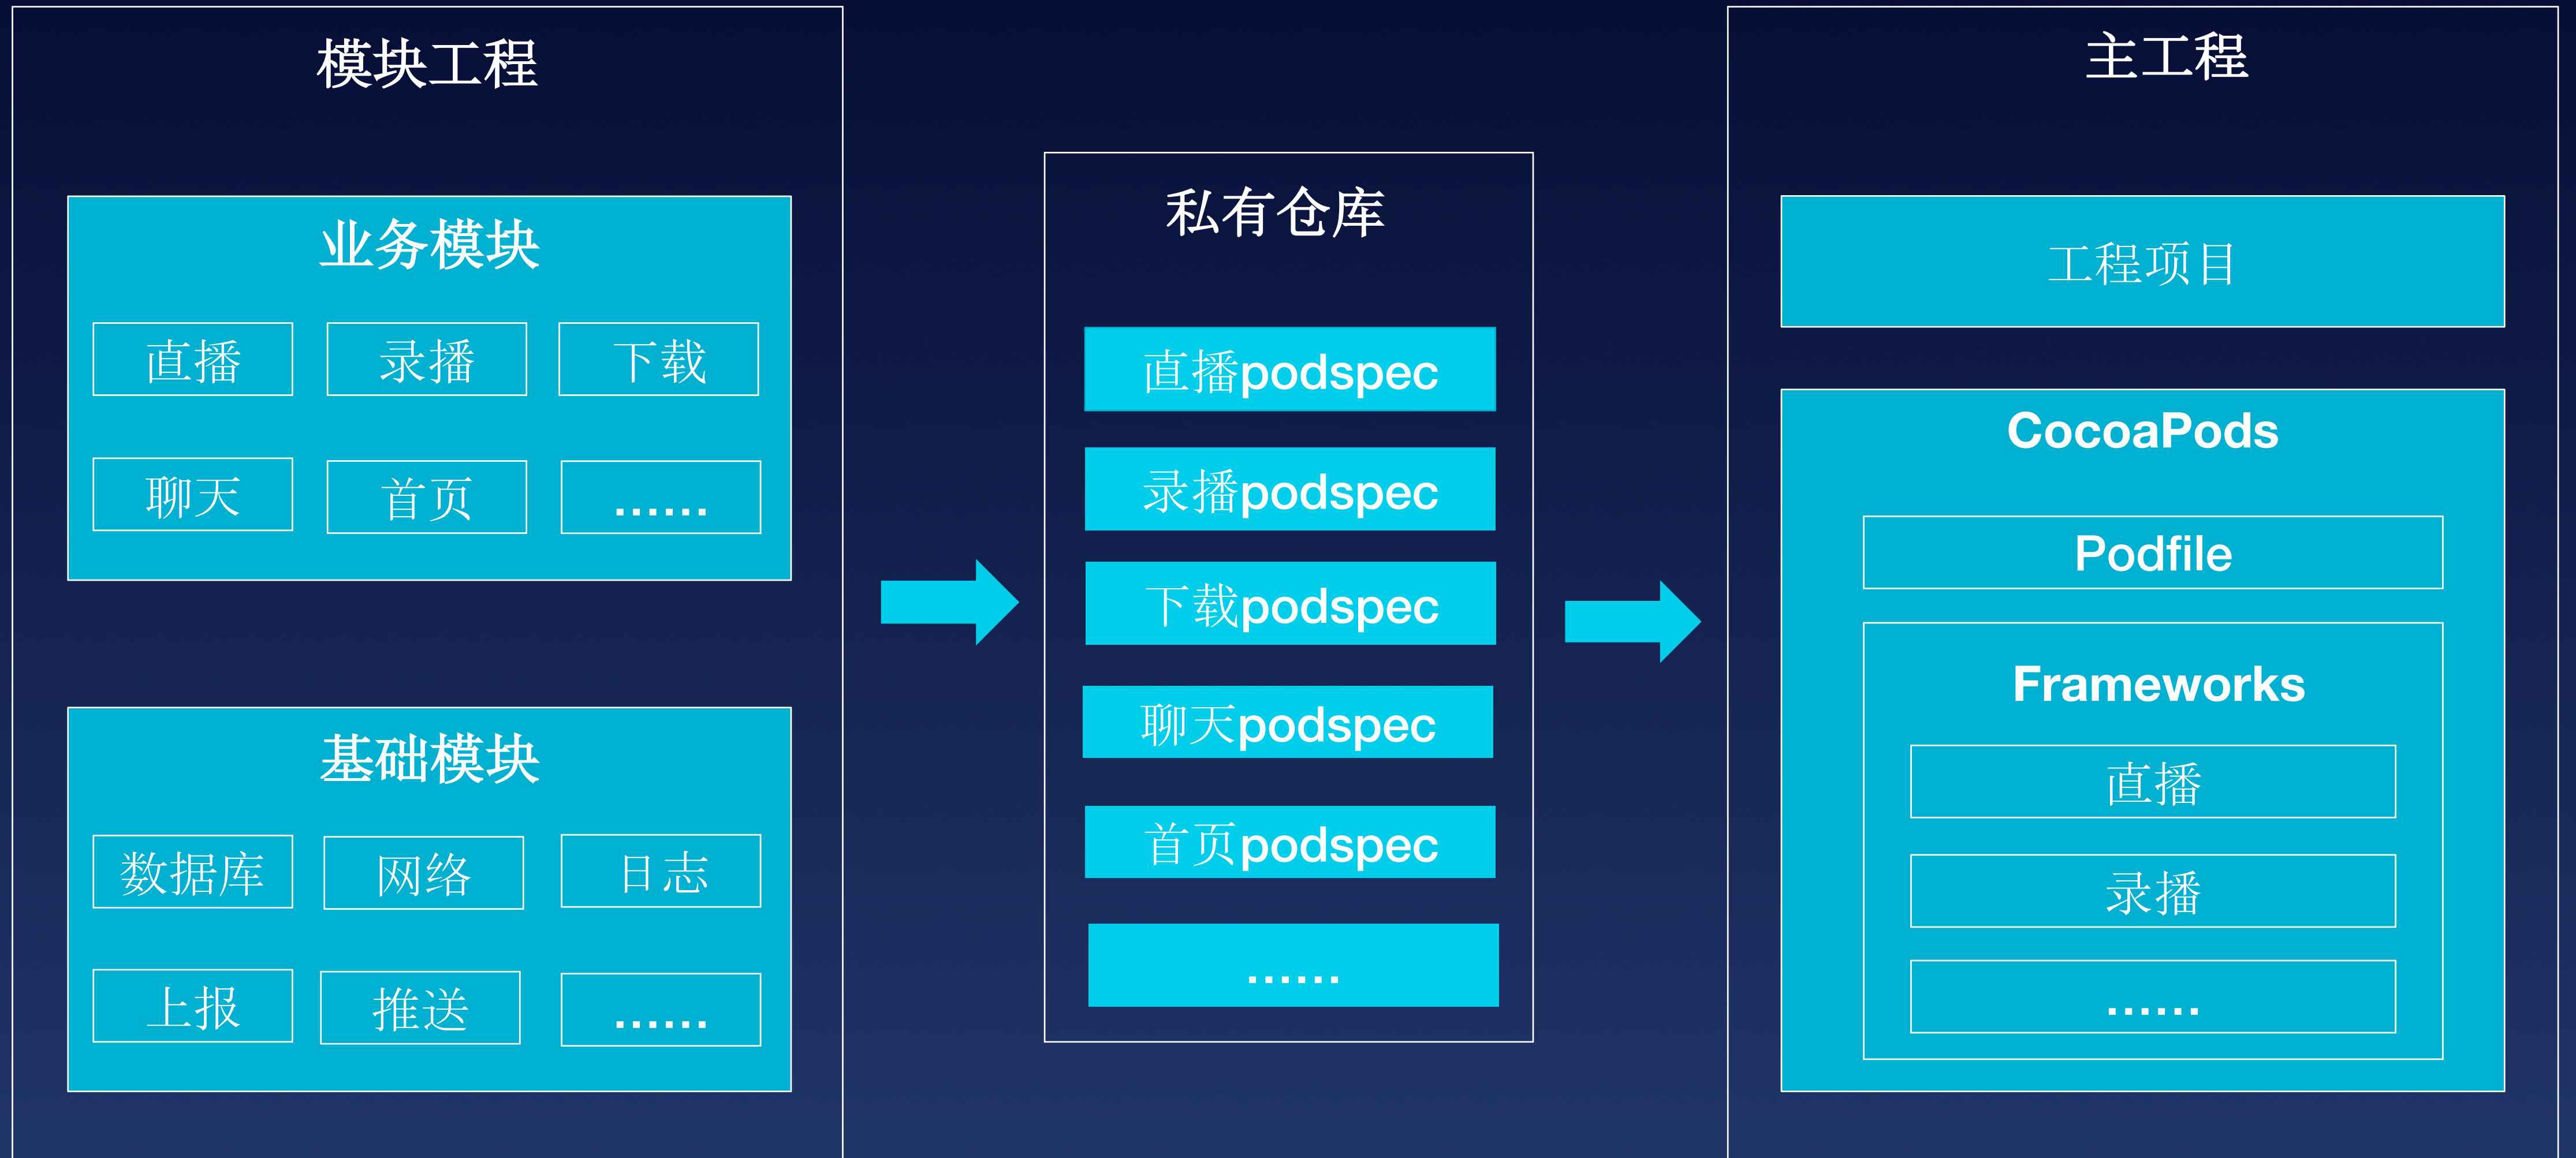 模块工程
业务模块
直播
录播
下载
聊天
首页
......
基础模块
数据库
网络
日志
上报
推送
......
私有仓库
直播podspec
录播podspec
下载podspec
聊天podspec
首页podspec
......
主工程
工程项目
CocoaPods
Podfile
Frameworks
直播
录播
......